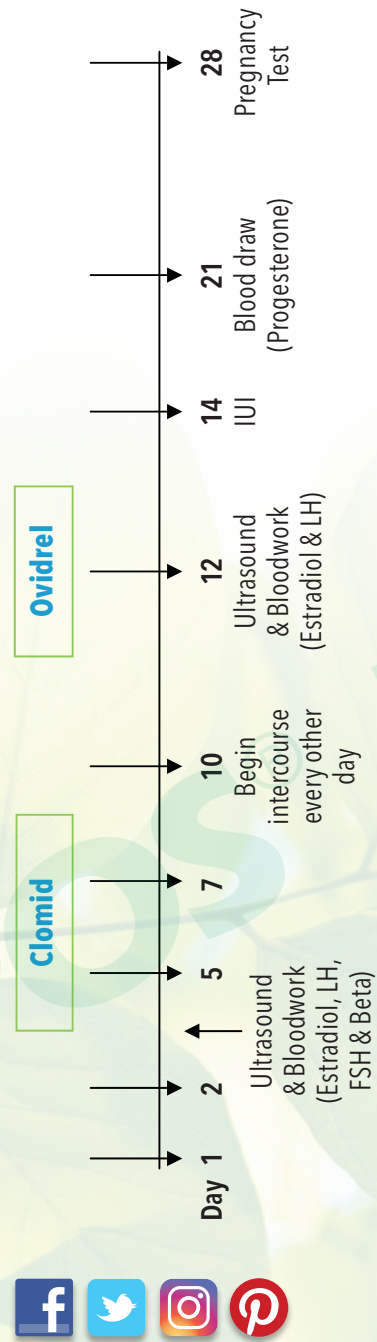 Clomid
Ovidrel
Day 1
2
5
7
10
12
14
21
28
Ultrasound
& Bloodwork
(Estradiol, LH,
FSH & Beta)
Begin
intercourse
every other
day
Ultrasound
& Bloodwork
(Estradiol & LH)
IUI
Blood draw
(Progesterone)
Pregnancy
Test
OS®